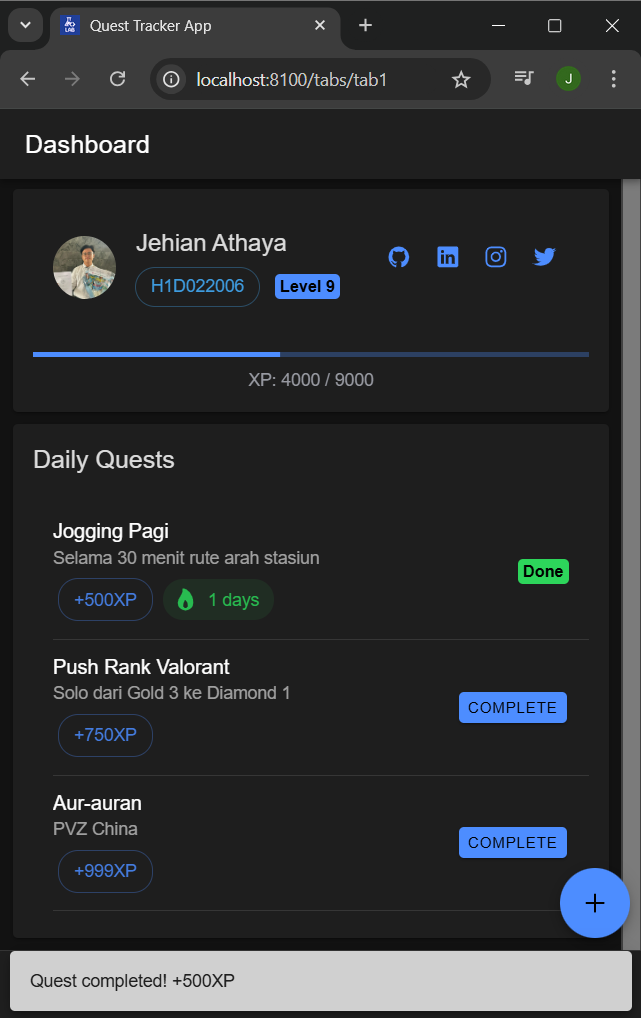 Quest Tracker App
localhost:8100/tabs/tab1
J
Dashboard
Jehian Athaya
H1D022006
Level 9
XP: 4000 / 9000
Daily Quests
Jogging Pagi
Selama 30 menit rute arah stasiun
Done
+500XP
1 days
Push Rank Valorant
Solo dari Gold 3 ke Diamond 1
COMPLETE
+750XP
Aur-auran
PVZ China
COMPLETE
+999XP
Quest completed! +500XP